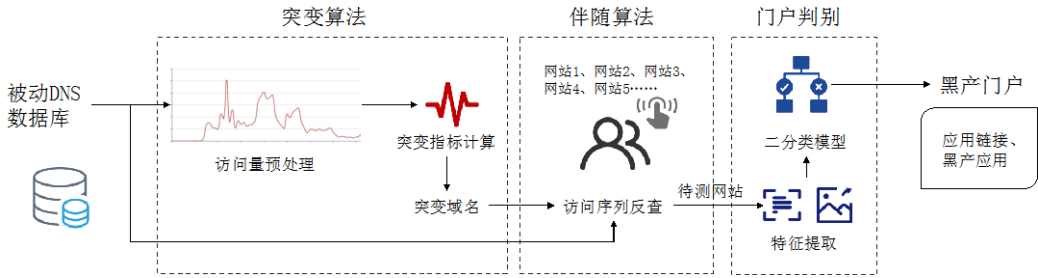 突变算法
伴随算法
门户判别
被动DNS
数据库
访问量预处理
突变指标计算
突变域名
网站1、网站2、网站3、
网站4、网站5……
访问序列反查
待测网站
二分类模型
特征提取
黑产门户
应用链接、
黑产应用